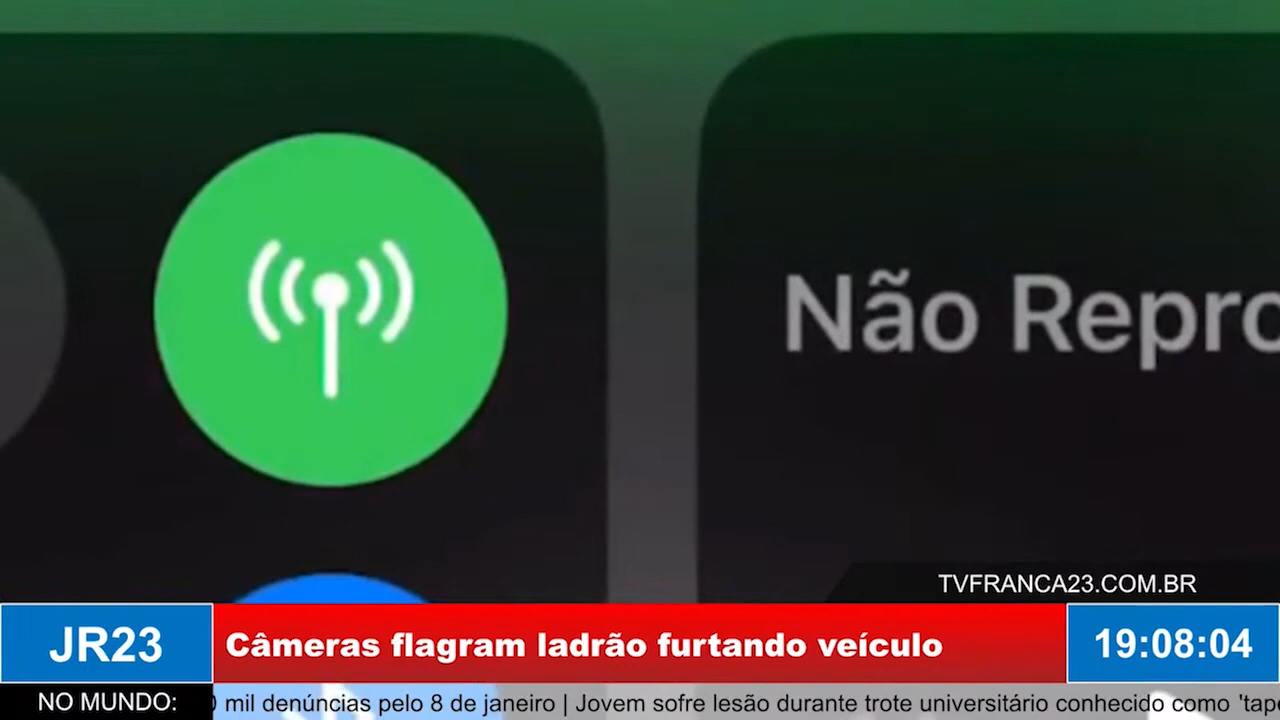 Não Repro
TVFRANCA23.COM.BR
JR23
Câmeras flagram ladrão furtando veículo
19:08:04
NO MUNDO:
mil denúncias pelo 8 de janeiro | Jovem sofre lesão durante trote universitário conhecido como 'tap